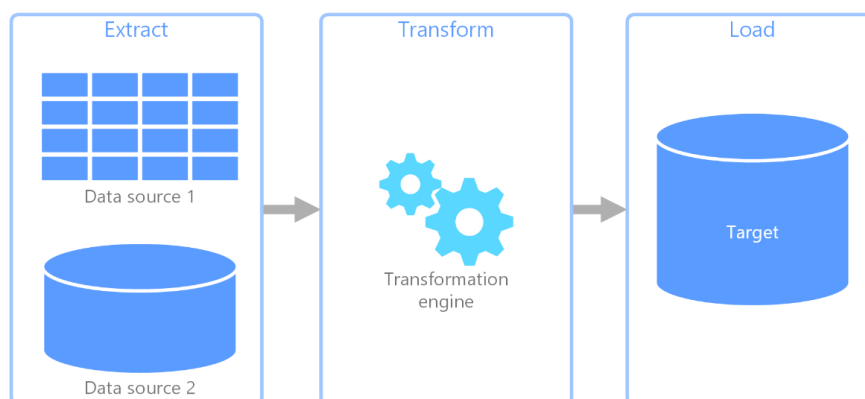 Extract
Transform
Load
Data source 1
Data source 2
Transformation
engine
Target